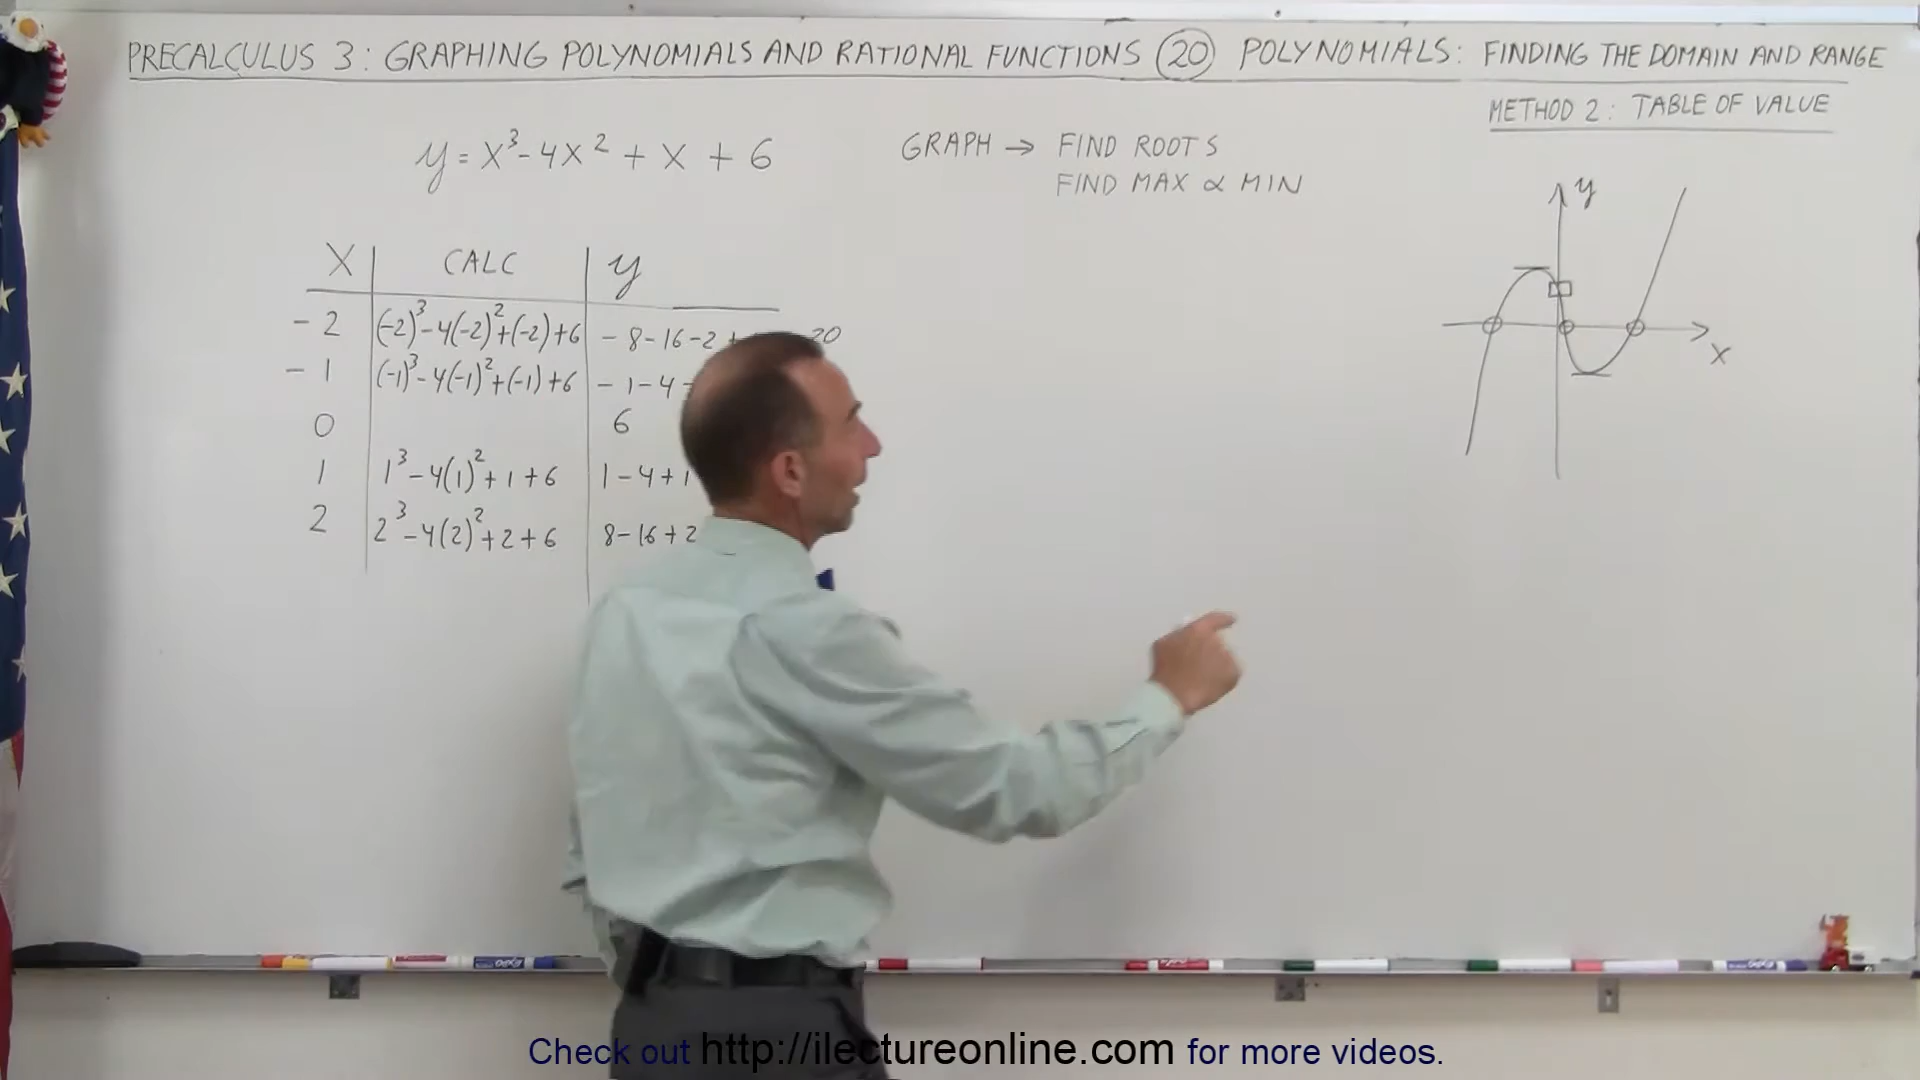 PRECALCULUS 3: GRAPHING POLYNOMIALS AND RATIONAL FUNCTIONS 20 POLYNOMIALS: FINDING THE DOMAIN AND RANGE
METHOD 2: TABLE OF VALUE
y = x³ - 4x² + x + 6
GRAPH → FIND ROOTS
FIND MAX & MIN
X CALC y
-2 (-2)³-4(-2)²+(-2)+6 -8-16-2+ 20
-1 (-1)³-4(-1)²+(-1)+6 -1-4-
0 6
1 1³-4(1)²+1+6 1-4+1
2 2³-4(2)²+2+6 8-16+2
y
x
Check out http://ilectureonline.com for more videos.